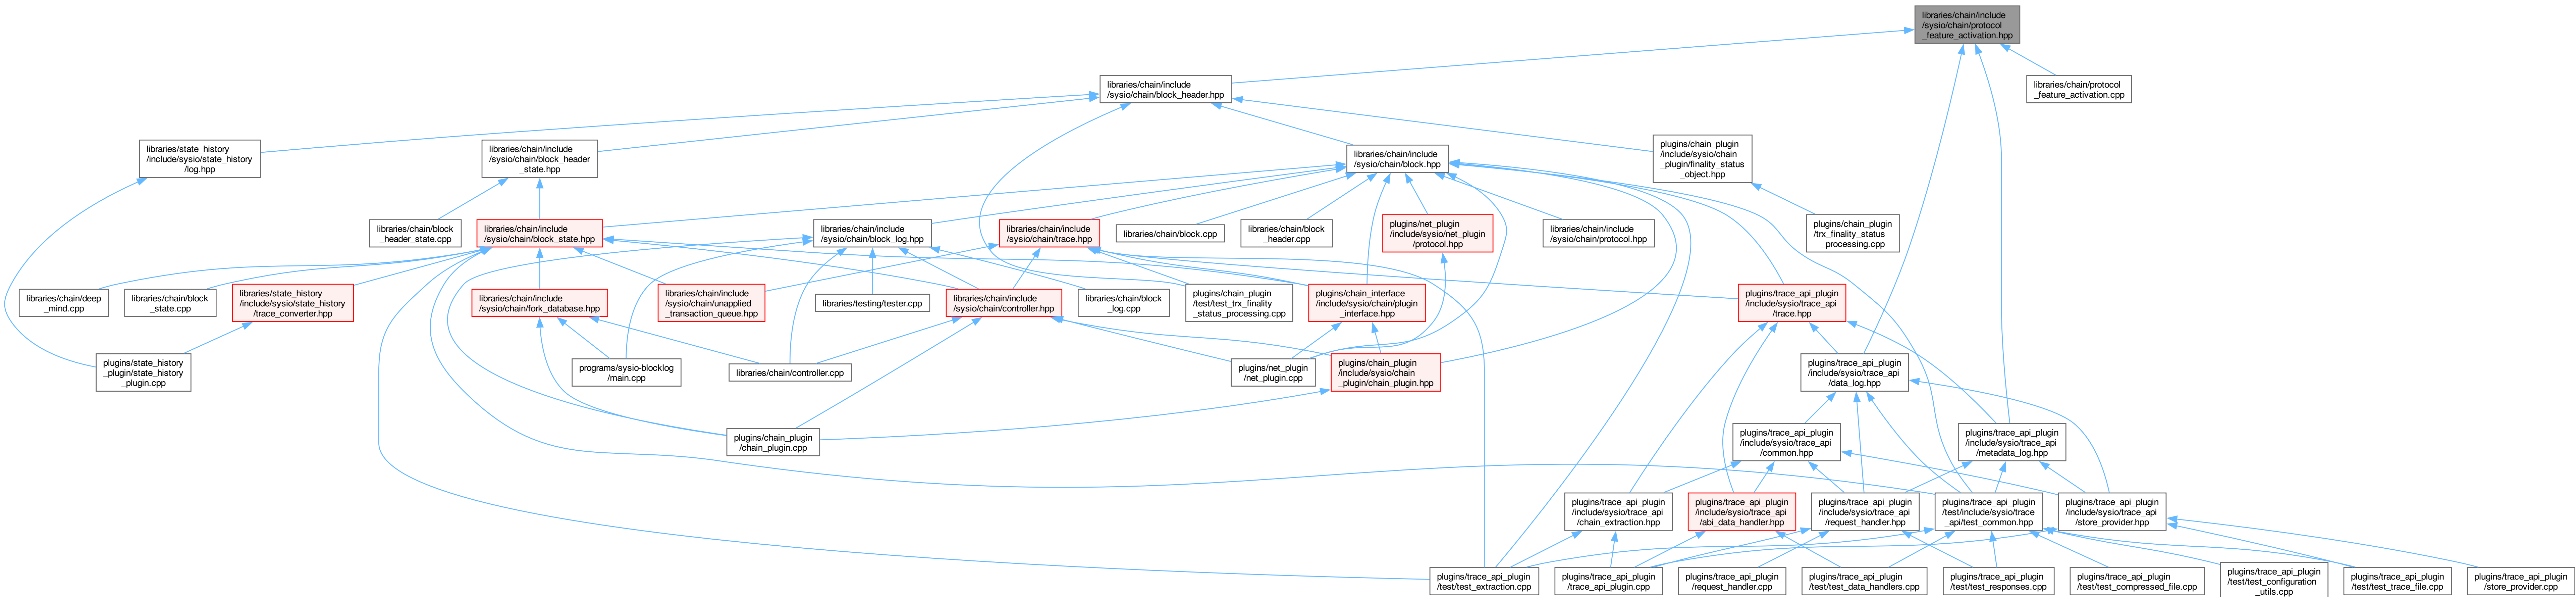 libraries/chain/include
/sysio/chain/protocol
_feature_activation.hpp
libraries/chain/include
/sysio/chain/block_header.hpp
libraries/chain/protocol
_feature_activation.cpp
libraries/state_history
/include/sysio/state_history
/log.hpp
libraries/chain/include
/sysio/chain/block_header
_state.hpp
libraries/chain/include
/sysio/chain/block.hpp
plugins/chain_plugin
/include/sysio/chain
_plugin/finality_status
_object.hpp
libraries/chain/block
_header_state.cpp
libraries/chain/include
/sysio/chain/block_state.hpp
libraries/chain/include
/sysio/chain/block_log.hpp
libraries/chain/include
/sysio/chain/trace.hpp
libraries/chain/block.cpp
libraries/chain/block
_header.cpp
plugins/net_plugin
/include/sysio/net_plugin
/protocol.hpp
libraries/chain/include
/sysio/chain/protocol.hpp
plugins/chain_plugin
/trx_finality_status
_processing.cpp
libraries/chain/deep
_mind.cpp
libraries/chain/block
_state.cpp
libraries/state_history
/include/sysio/state_history
/trace_converter.hpp
libraries/chain/include
/sysio/chain/fork_database.hpp
libraries/chain/include
/sysio/chain/unapplied
_transaction_queue.hpp
libraries/testing/tester.cpp
libraries/chain/include
/sysio/chain/controller.hpp
libraries/chain/block
_log.cpp
plugins/chain_plugin
/test/test_trx_finality
_status_processing.cpp
plugins/chain_interface
/include/sysio/chain/plugin
_interface.hpp
plugins/trace_api_plugin
/include/sysio/trace_api
/trace.hpp
plugins/state_history
_plugin/state_history
_plugin.cpp
programs/sysio-blocklog
/main.cpp
libraries/chain/controller.cpp
plugins/net_plugin
/net_plugin.cpp
plugins/chain_plugin
/include/sysio/chain
_plugin/chain_plugin.hpp
plugins/trace_api_plugin
/include/sysio/trace_api
/data_log.hpp
plugins/chain_plugin
/chain_plugin.cpp
plugins/trace_api_plugin
/include/sysio/trace_api
/common.hpp
plugins/trace_api_plugin
/include/sysio/trace_api
/metadata_log.hpp
plugins/trace_api_plugin
/include/sysio/trace_api
/chain_extraction.hpp
plugins/trace_api_plugin
/include/sysio/trace_api
/abi_data_handler.hpp
plugins/trace_api_plugin
/include/sysio/trace_api
/request_handler.hpp
plugins/trace_api_plugin
/test/include/sysio/trace
_api/test_common.hpp
plugins/trace_api_plugin
/include/sysio/trace_api
/store_provider.hpp
plugins/trace_api_plugin
/test/test_extraction.cpp
plugins/trace_api_plugin
/trace_api_plugin.cpp
plugins/trace_api_plugin
/request_handler.cpp
plugins/trace_api_plugin
/test/test_data_handlers.cpp
plugins/trace_api_plugin
/test/test_responses.cpp
plugins/trace_api_plugin
/test/test_compressed_file.cpp
plugins/trace_api_plugin
/test/test_configuration
_utils.cpp
plugins/trace_api_plugin
/test/test_trace_file.cpp
plugins/trace_api_plugin
/store_provider.cpp